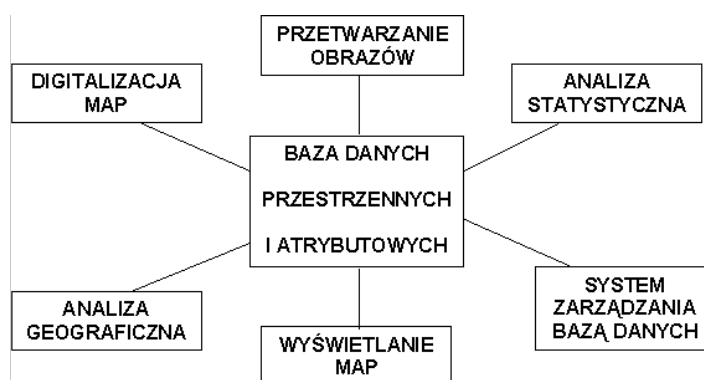 PRZETWARZANIE
OBRAZÓW
DIGITALIZACJA
MAP
ANALIZA
STATYSTYCZNA
BAZA DANYCH
PRZESTRZENNYCH
I ATRYBUTOWYCH
ANALIZA
GEOGRAFICZNA
WYŚWIETLANIE
MAP
SYSTEM
ZARZĄDZANIA
BAZĄ DANYCH